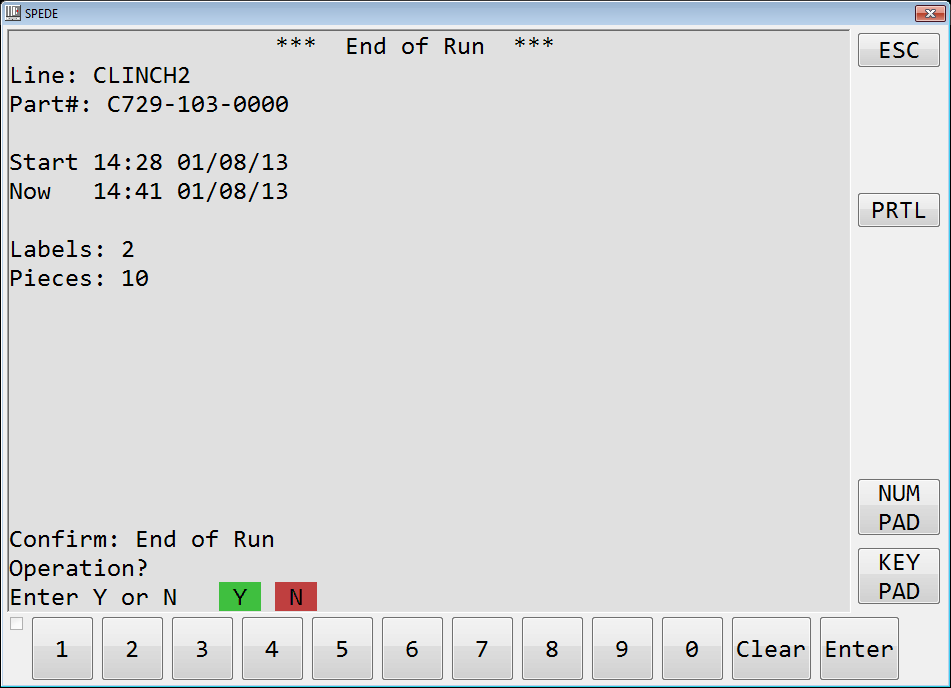 SPEDE
*** End of Run ***
ESC
Line: CLINCH2
Part#: C729-103-0000
Start 14:28 01/08/13
Now 14:41 01/08/13
PRTL
Labels: 2
Pieces: 10
NUM
PAD
Confirm: End of Run
Operation?
KEY
PAD
Enter Y or N Y N
1 2 3 4 5 6 7 8 9 0 Clear Enter